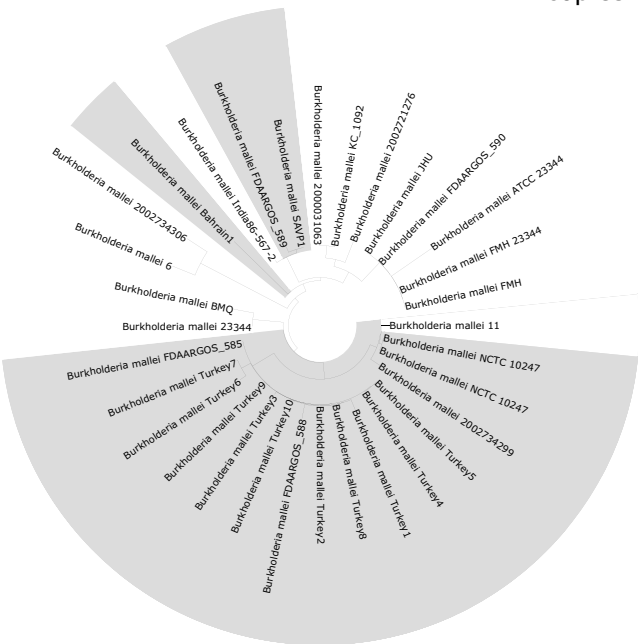 Burkholderia mallei FDAARGOS_589
Burkholderia mallei SAVP1
Burkholderia mallei 2000031063
Burkholderia mallei KC_1092
Burkholderia mallei 2002721276
Burkholderia mallei JHU
Burkholderia mallei FDAARGOS_590
Burkholderia mallei ATCC 23344
Burkholderia mallei FMH 23344
Burkholderia mallei FMH
Burkholderia mallei 11
Burkholderia mallei NCTC 10247
Burkholderia mallei NCTC 10247
Burkholderia mallei 2002734299
Burkholderia mallei Turkey5
Burkholderia mallei Turkey4
Burkholderia mallei Turkey1
Burkholderia mallei Turkey8
Burkholderia mallei Turkey2
Burkholderia mallei FDAARGOS_588
Burkholderia mallei Turkey10
Burkholderia mallei Turkey3
Burkholderia mallei Turkey9
Burkholderia mallei Turkey6
Burkholderia mallei Turkey7
Burkholderia mallei FDAARGOS_585
Burkholderia mallei 23344
Burkholderia mallei BMQ
Burkholderia mallei 6
Burkholderia mallei 2002734306
Burkholderia mallei Bahrain1
Burkholderia mallei India86-567-2